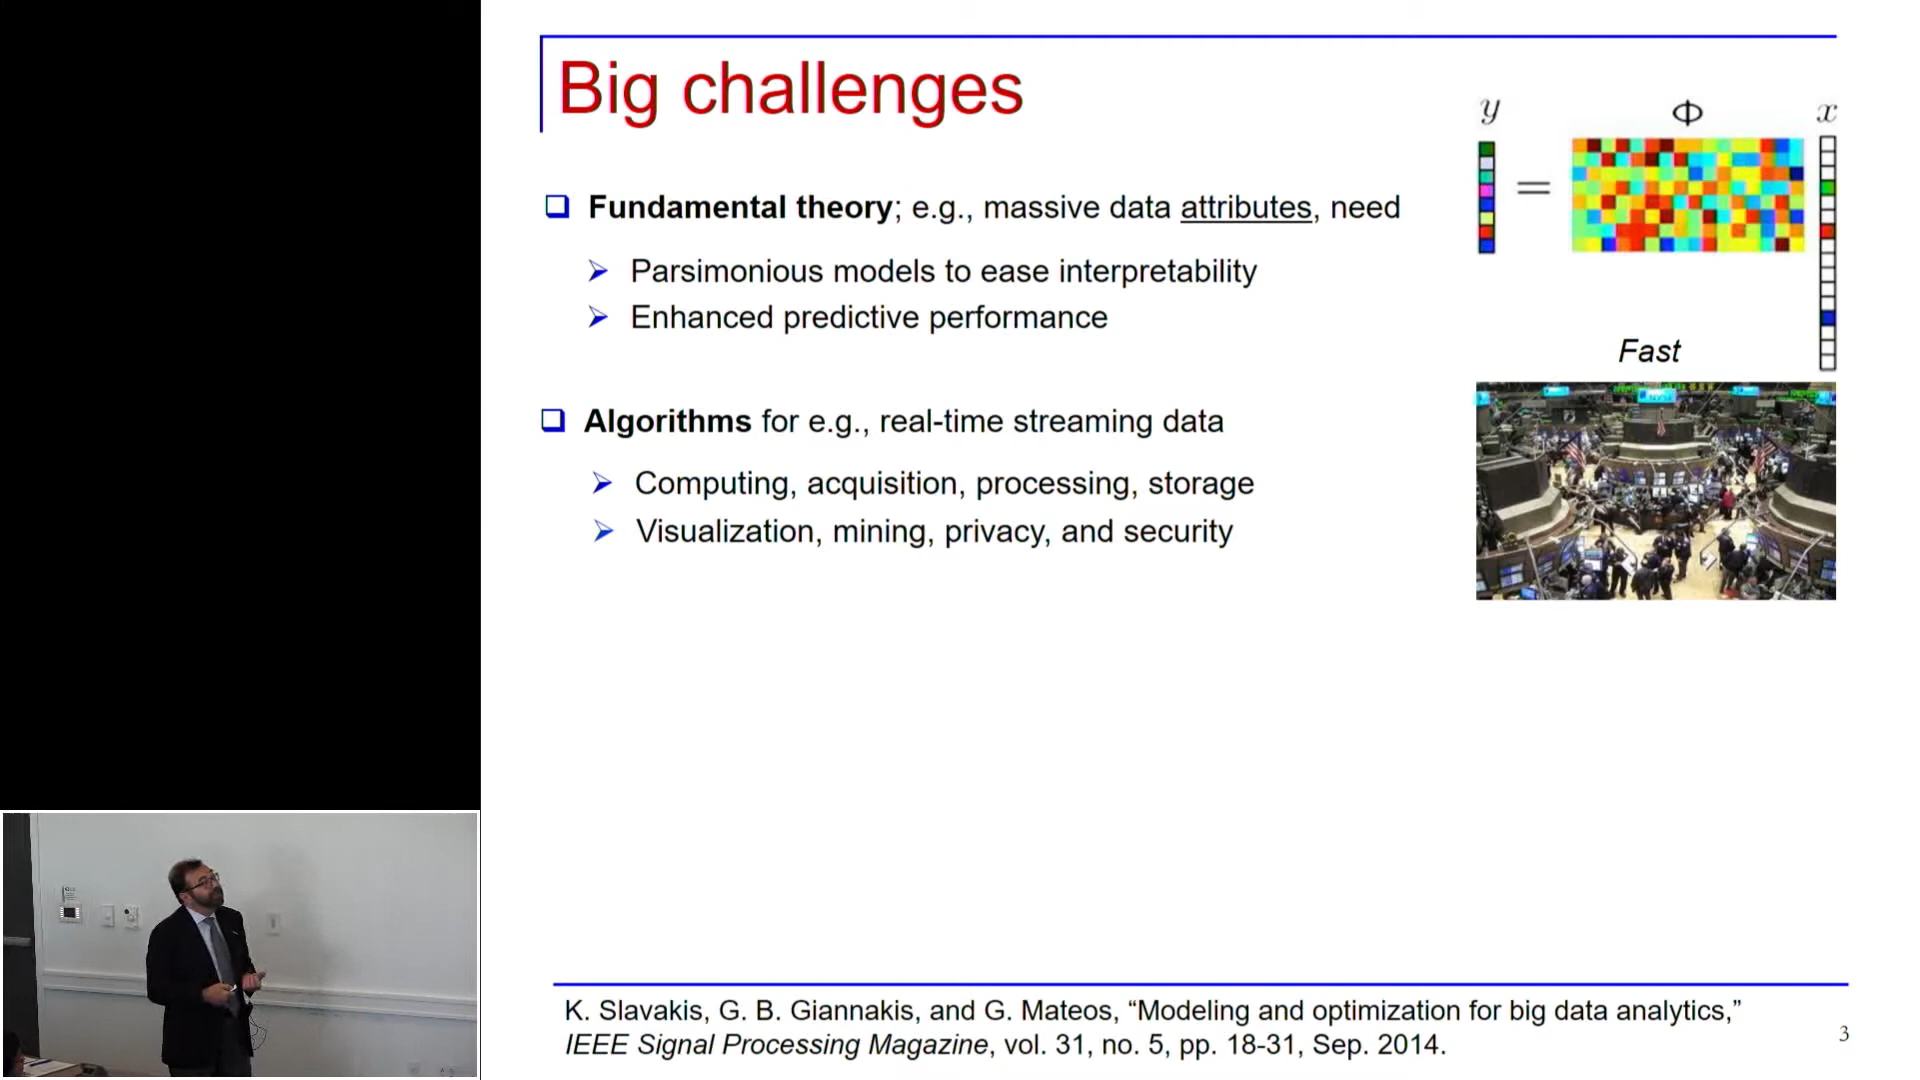 Big challenges
y = Φ x
Fundamental theory; e.g., massive data attributes, need
Parsimonious models to ease interpretability
Enhanced predictive performance
Fast
Algorithms for e.g., real-time streaming data
Computing, acquisition, processing, storage
Visualization, mining, privacy, and security
K. Slavakis, G. B. Giannakis, and G. Mateos, “Modeling and optimization for big data analytics,”
IEEE Signal Processing Magazine, vol. 31, no. 5, pp. 18-31, Sep. 2014.
3